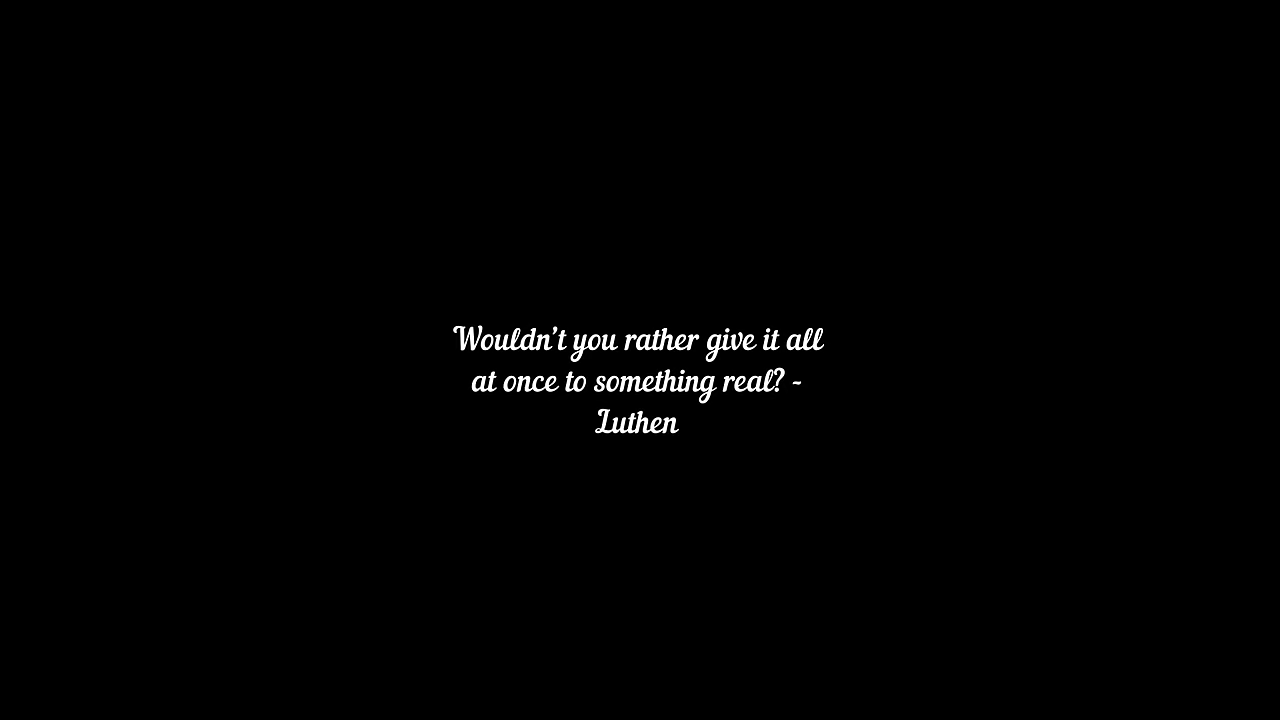 Wouldn't you rather give it all
at once to something real? -
Luthen